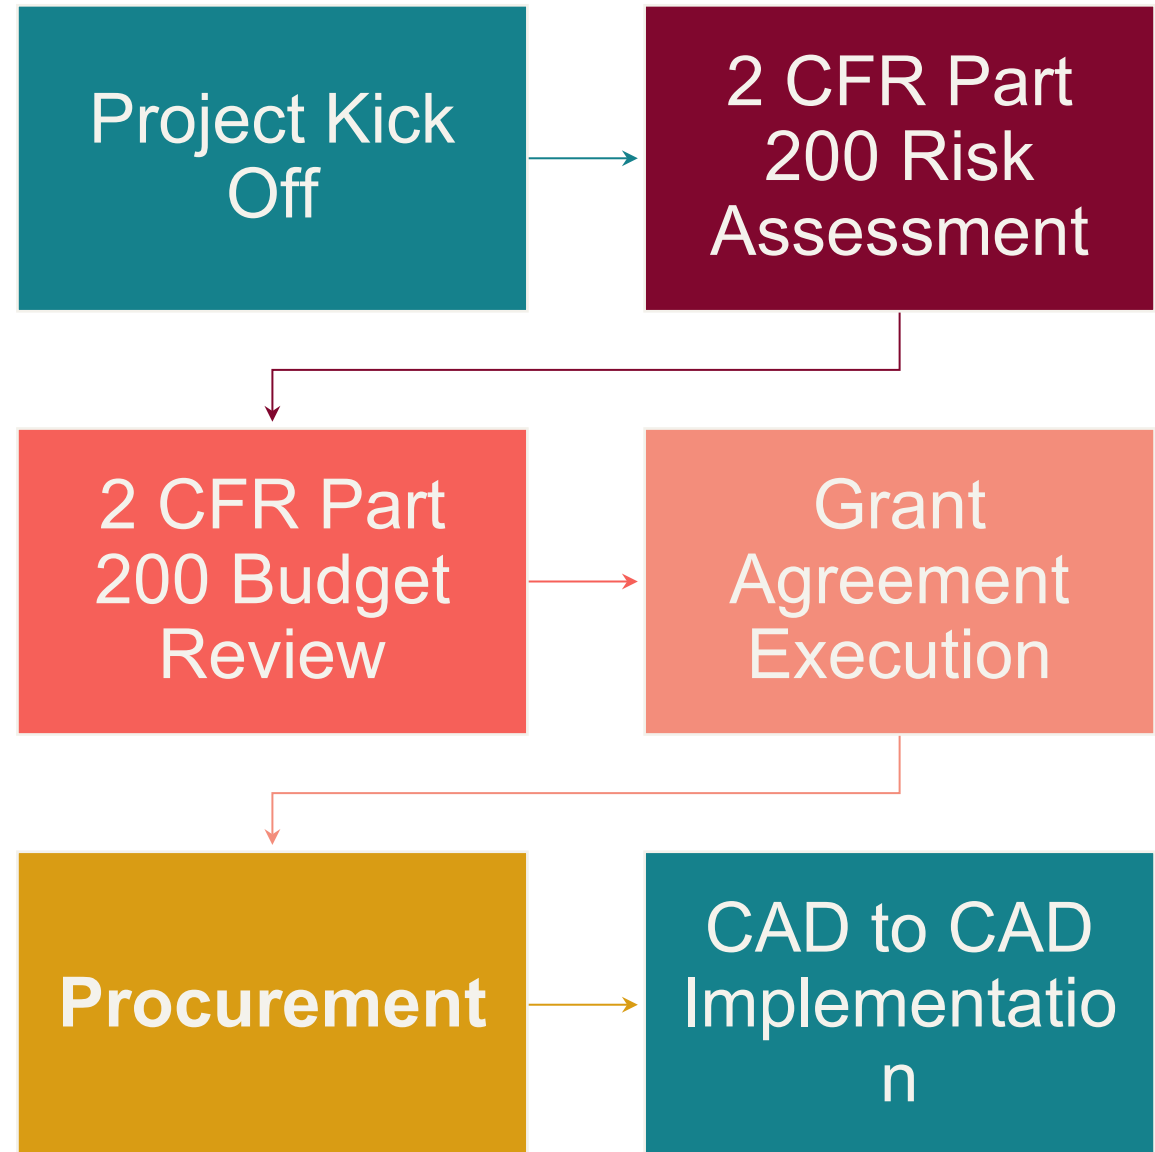 Project Kick
Off
2 CFR Part
200 Risk
Assessment
2 CFR Part
200 Budget
Review
Grant
Agreement
Execution
Procurement
CAD to CAD
Implementatio
n